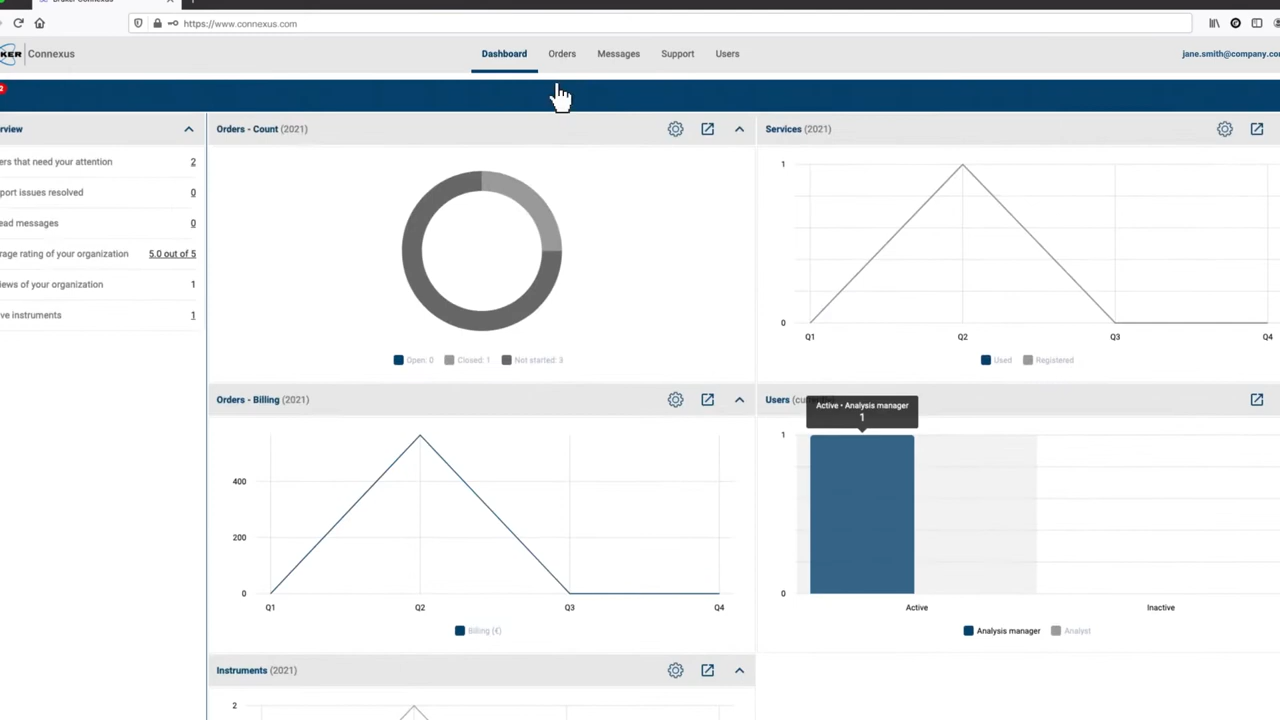 https://www.connexus.com
KER Connexus
Dashboard Orders Messages Support Users
jane.smith@company.co
2
rview
ers that need your attention 2
port issues resolved 0
ead messages 0
rage rating of your organization 5.0 out of 5
iews of your organization 1
ve instruments 1
Orders - Count (2021)
Open: 0 Closed: 1 Not started: 3
Services (2021)
1
0
Q1 Q2 Q3 Q4
Used Registered
Orders - Billing (2021)
400
200
0
Q1 Q2 Q3 Q4
Billing (€)
Users
Active • Analysis manager
1
1
0
Active Inactive
Analysis manager Analyst
Instruments (2021)
2